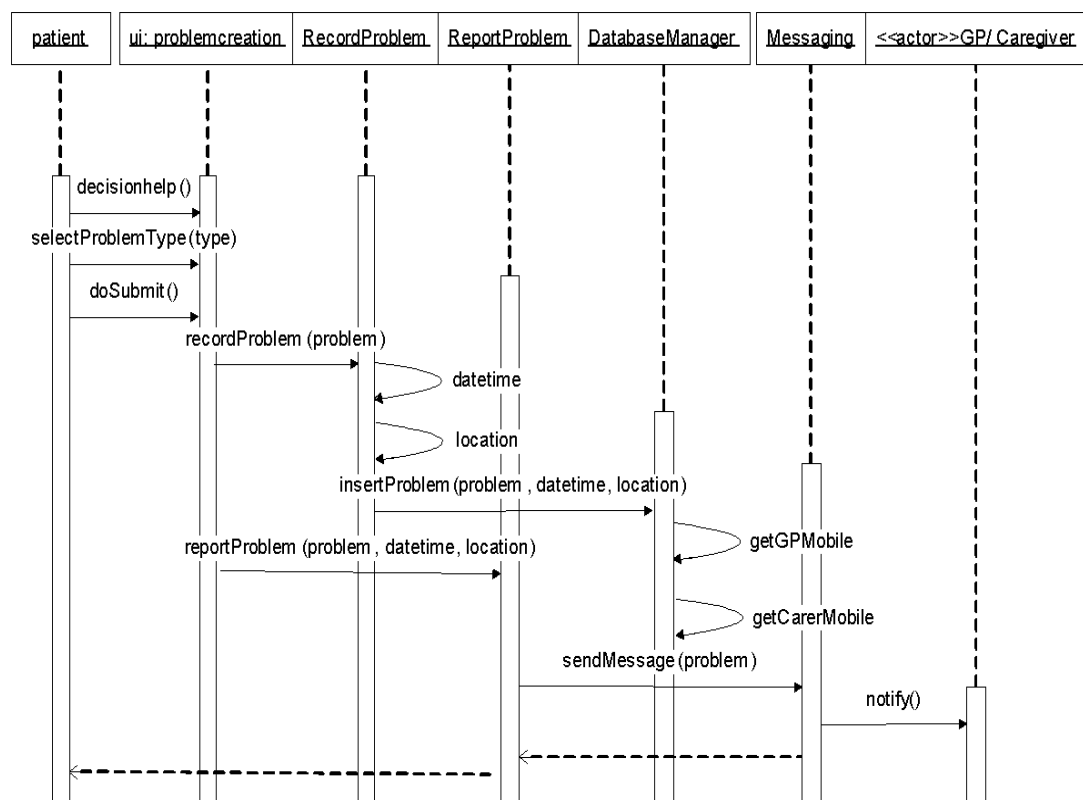 patient
ui: problemcreation
RecordProblem
ReportProblem
DatabaseManager
Messaging
<<actor>>GP/ Caregiver
decisionhelp()
selectProblemType(type)
doSubmit()
recordProblem (problem)
datetime
location
insertProblem(problem , datetime, location)
getGPMobile
reportProblem (problem , datetime, location)
getCarerMobile
sendMessage(problem)
notify()